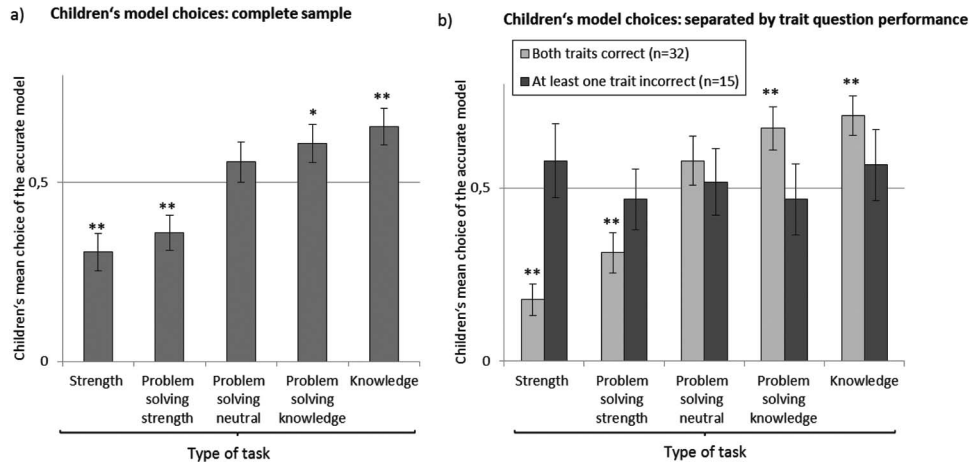 a) Children‘s model choices: complete sample
Children‘s mean choice of the accurate model
0,5
0
** ** * **
Strength Problem solving strength Problem solving neutral Problem solving knowledge Knowledge
Type of task
b) Children‘s model choices: separated by trait question performance
Both traits correct (n=32)
At least one trait incorrect (n=15)
Children‘s mean choice of the accurate model
0,5
0
** ** ** **
Strength Problem solving strength Problem solving neutral Problem solving knowledge Knowledge
Type of task